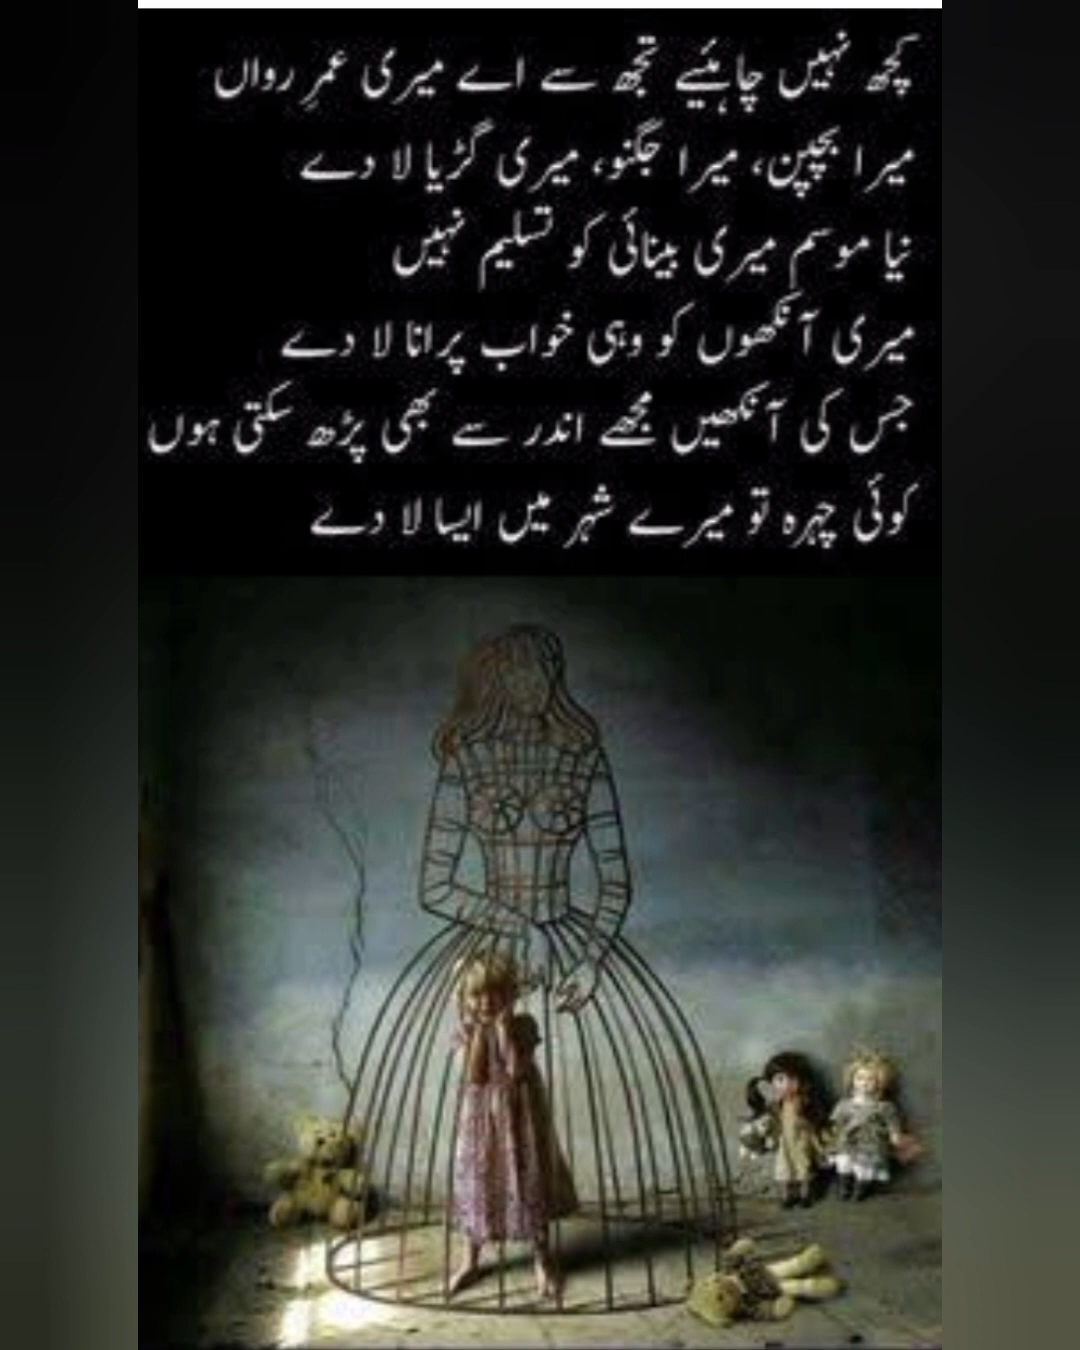 کچھ نہیں چاہئیے تجھ سے اے میری عمرِ رواں
میرا بچپن، میرا جگنو، میری گڑیا لا دے
نیا موسم میری بینائی کو تسلیم نہیں
میری آنکھوں کو وہی خواب پرانا لا دے
جس کی آنکھیں مجھے اندر سے بھی پڑھ سکتی ہوں
کوئی چہرہ تو میرے شہر میں ایسا لا دے